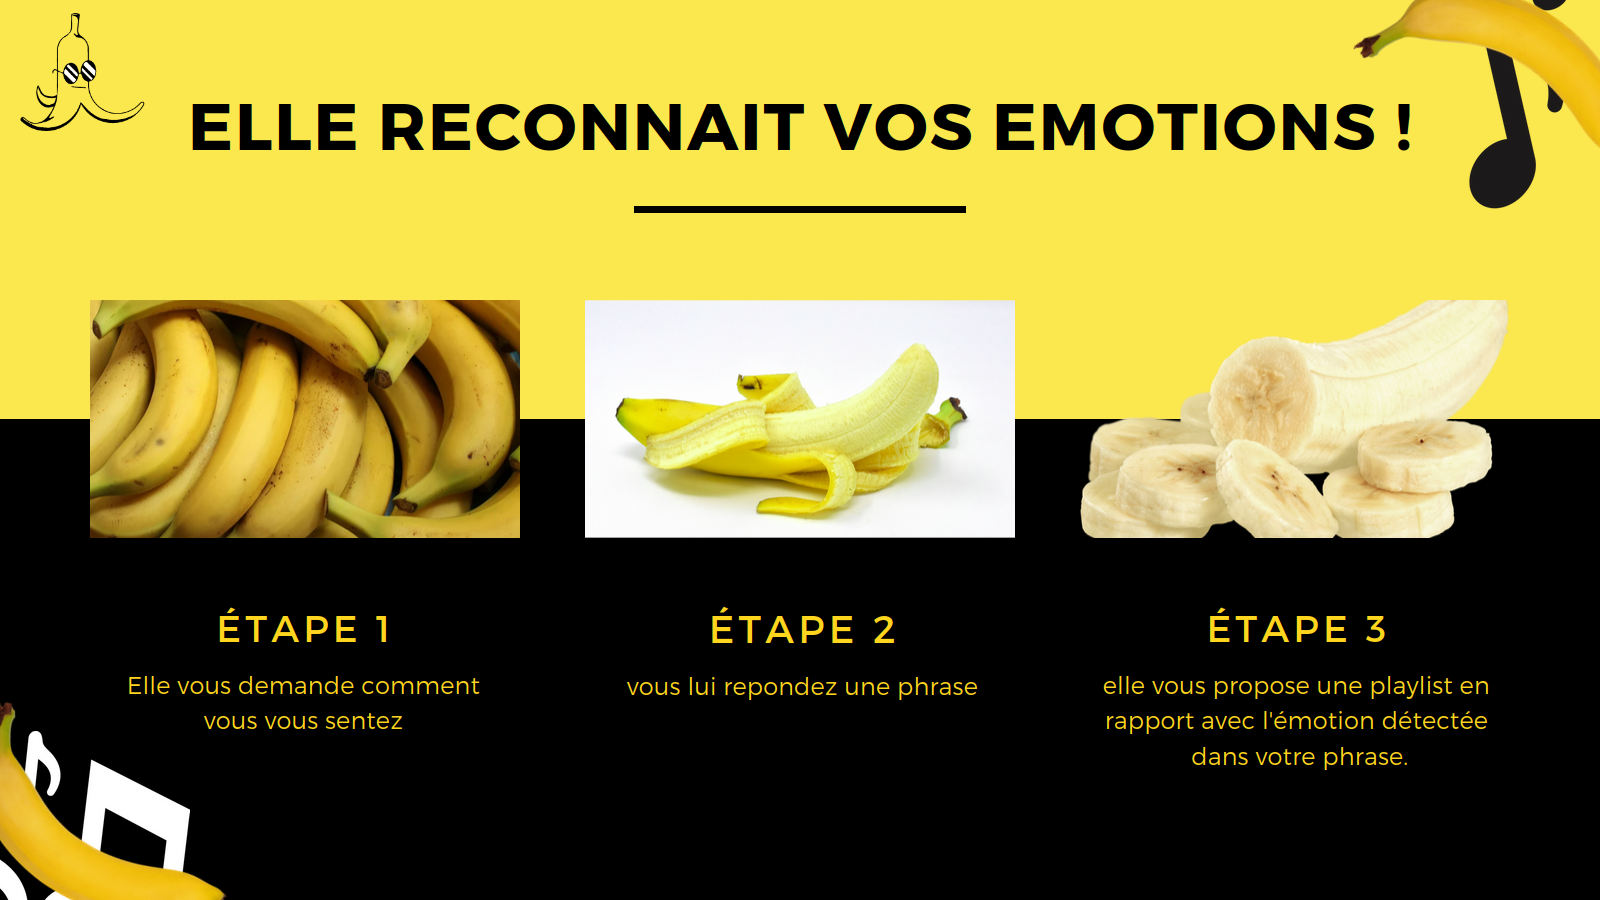 ELLE RECONNAIT VOS EMOTIONS !
ÉTAPE 1
Elle vous demande comment
vous vous sentez
ÉTAPE 2
vous lui repondez une phrase
ÉTAPE 3
elle vous propose une playlist en
rapport avec l'émotion détectée
dans votre phrase.